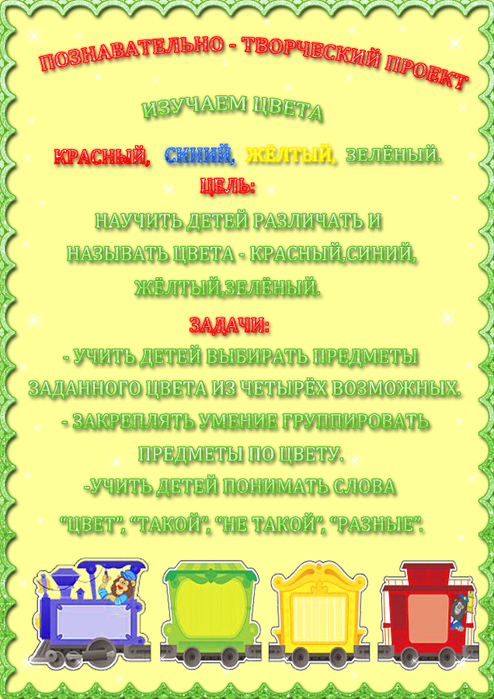 ПОЗНАВАТЕЛЬНО - ТВОРЧЕСКИЙ ПРОЕКТ
ИЗУЧАЕМ ЦВЕТА
КРАСНЫЙ, СИНИЙ, ЖЁЛТЫЙ, ЗЕЛЁНЫЙ.
ЦЕЛЬ:
НАУЧИТЬ ДЕТЕЙ РАЗЛИЧАТЬ И
НАЗЫВАТЬ ЦВЕТА - КРАСНЫЙ,СИНИЙ,
ЖЁЛТЫЙ,ЗЕЛЁНЫЙ.
ЗАДАЧИ:
- УЧИТЬ ДЕТЕЙ ВЫБИРАТЬ ПРЕДМЕТЫ
ЗАДАННОГО ЦВЕТА ИЗ ЧЕТЫРЁХ ВОЗМОЖНЫХ.
- ЗАКРЕПЛЯТЬ УМЕНИЕ ГРУППИРОВАТЬ
ПРЕДМЕТЫ ПО ЦВЕТУ.
-УЧИТЬ ДЕТЕЙ ПОНИМАТЬ СЛОВА
"ЦВЕТ", "ТАКОЙ", "НЕ ТАКОЙ", "РАЗНЫЕ".